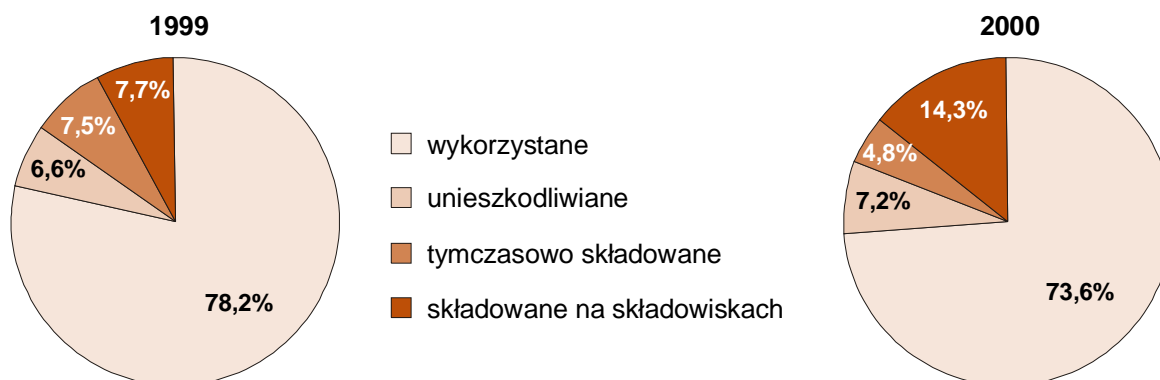 1999
7,7%
7,5%
6,6%
78,2%
wykorzystane
unieszkodliwiane
tymczasowo składowane
składowane na składowiskach
2000
14,3%
4,8%
7,2%
73,6%